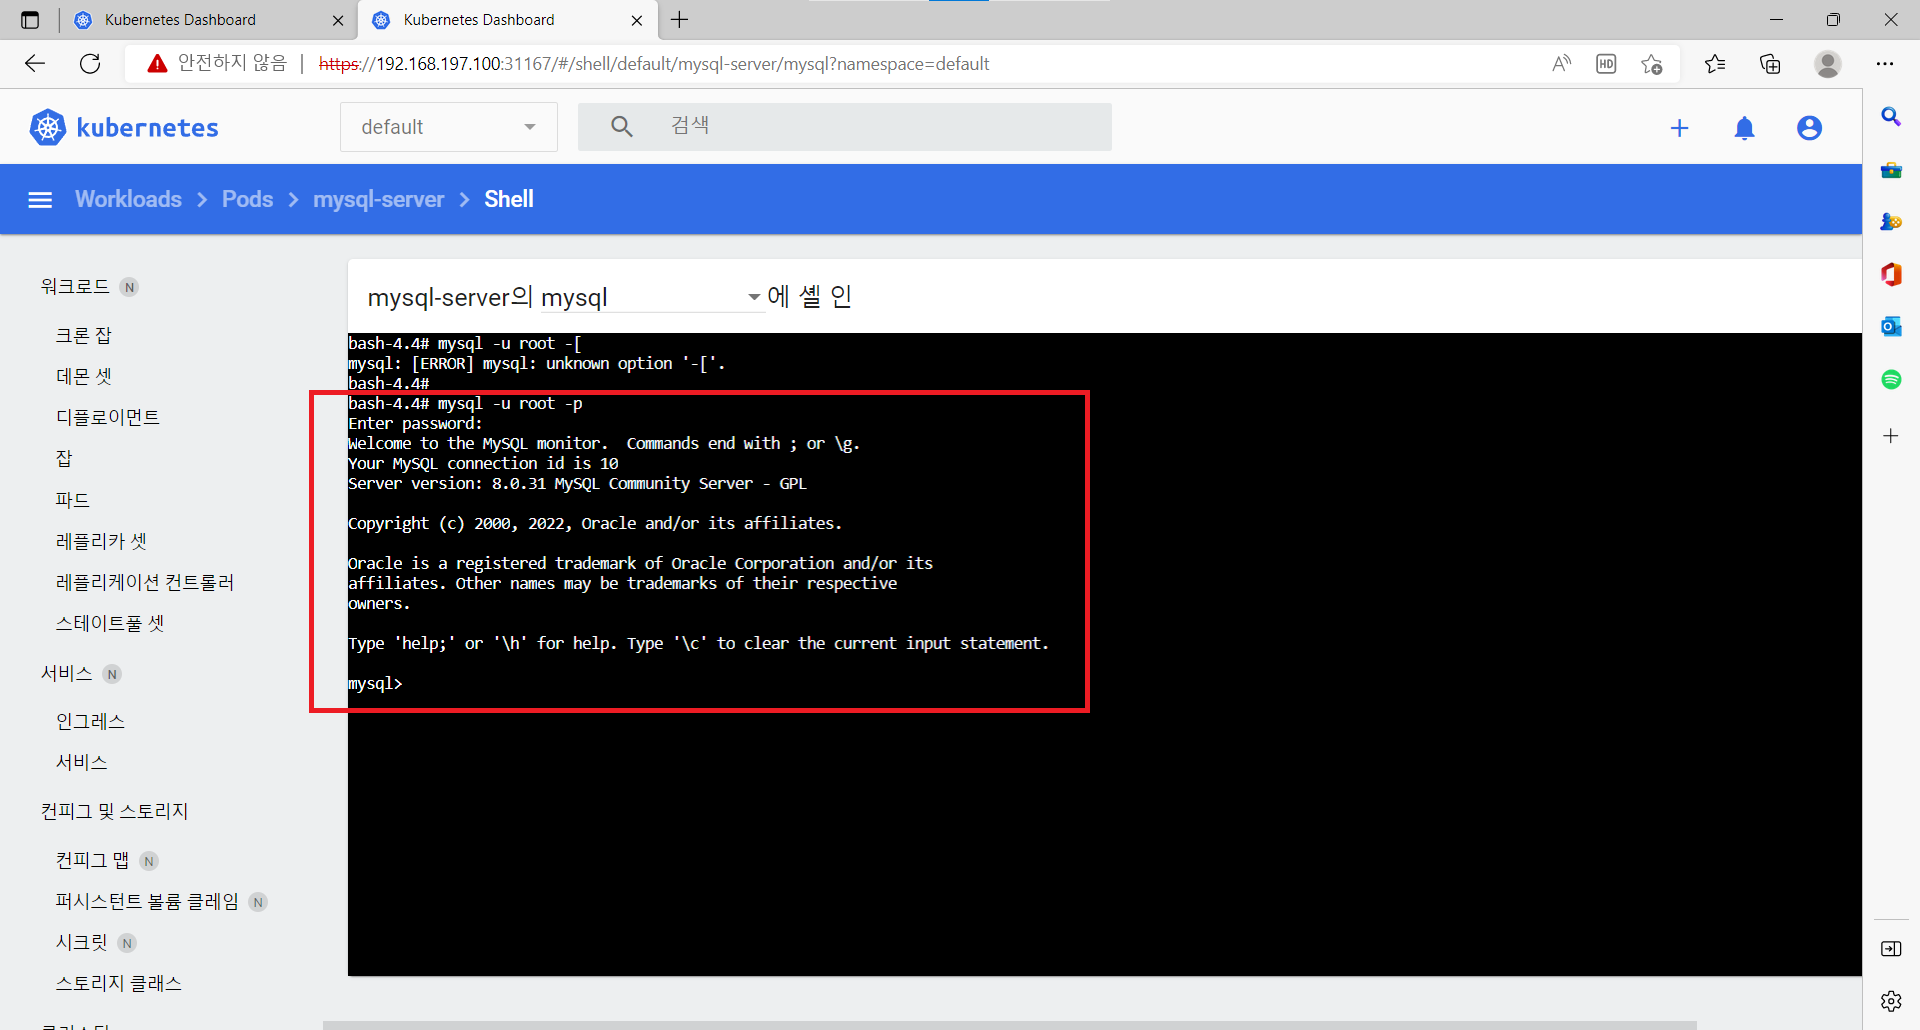 Kubernetes Dashboard
Kubernetes Dashboard
안전하지 않음 | https://192.168.197.100:31167/#/shell/default/mysql-server/mysql?namespace=default
A
HD
kubernetes
default
검색
Workloads > Pods > mysql-server > Shell
워크로드 N
크론 잡
데몬 셋
디플로이먼트
잡
파드
레플리카 셋
레플리케이션 컨트롤러
스테이트풀 셋
서비스 N
인그레스
서비스
컨피그 및 스토리지
컨피그 맵 N
퍼시스턴트 볼륨 클레임 N
시크릿 N
스토리지 클래스
mysql-server의 mysql 에 셸 인
bash-4.4# mysql -u root -[
mysql: [ERROR] mysql: unknown option '-['.
bash-4.4#
bash-4.4# mysql -u root -p
Enter password:
Welcome to the MySQL monitor.  Commands end with ; or \g.
Your MySQL connection id is 10
Server version: 8.0.31 MySQL Community Server - GPL
Copyright (c) 2000, 2022, Oracle and/or its affiliates.
Oracle is a registered trademark of Oracle Corporation and/or its
affiliates. Other names may be trademarks of their respective
owners.
Type 'help;' or '\h' for help. Type '\c' to clear the current input statement.
mysql>